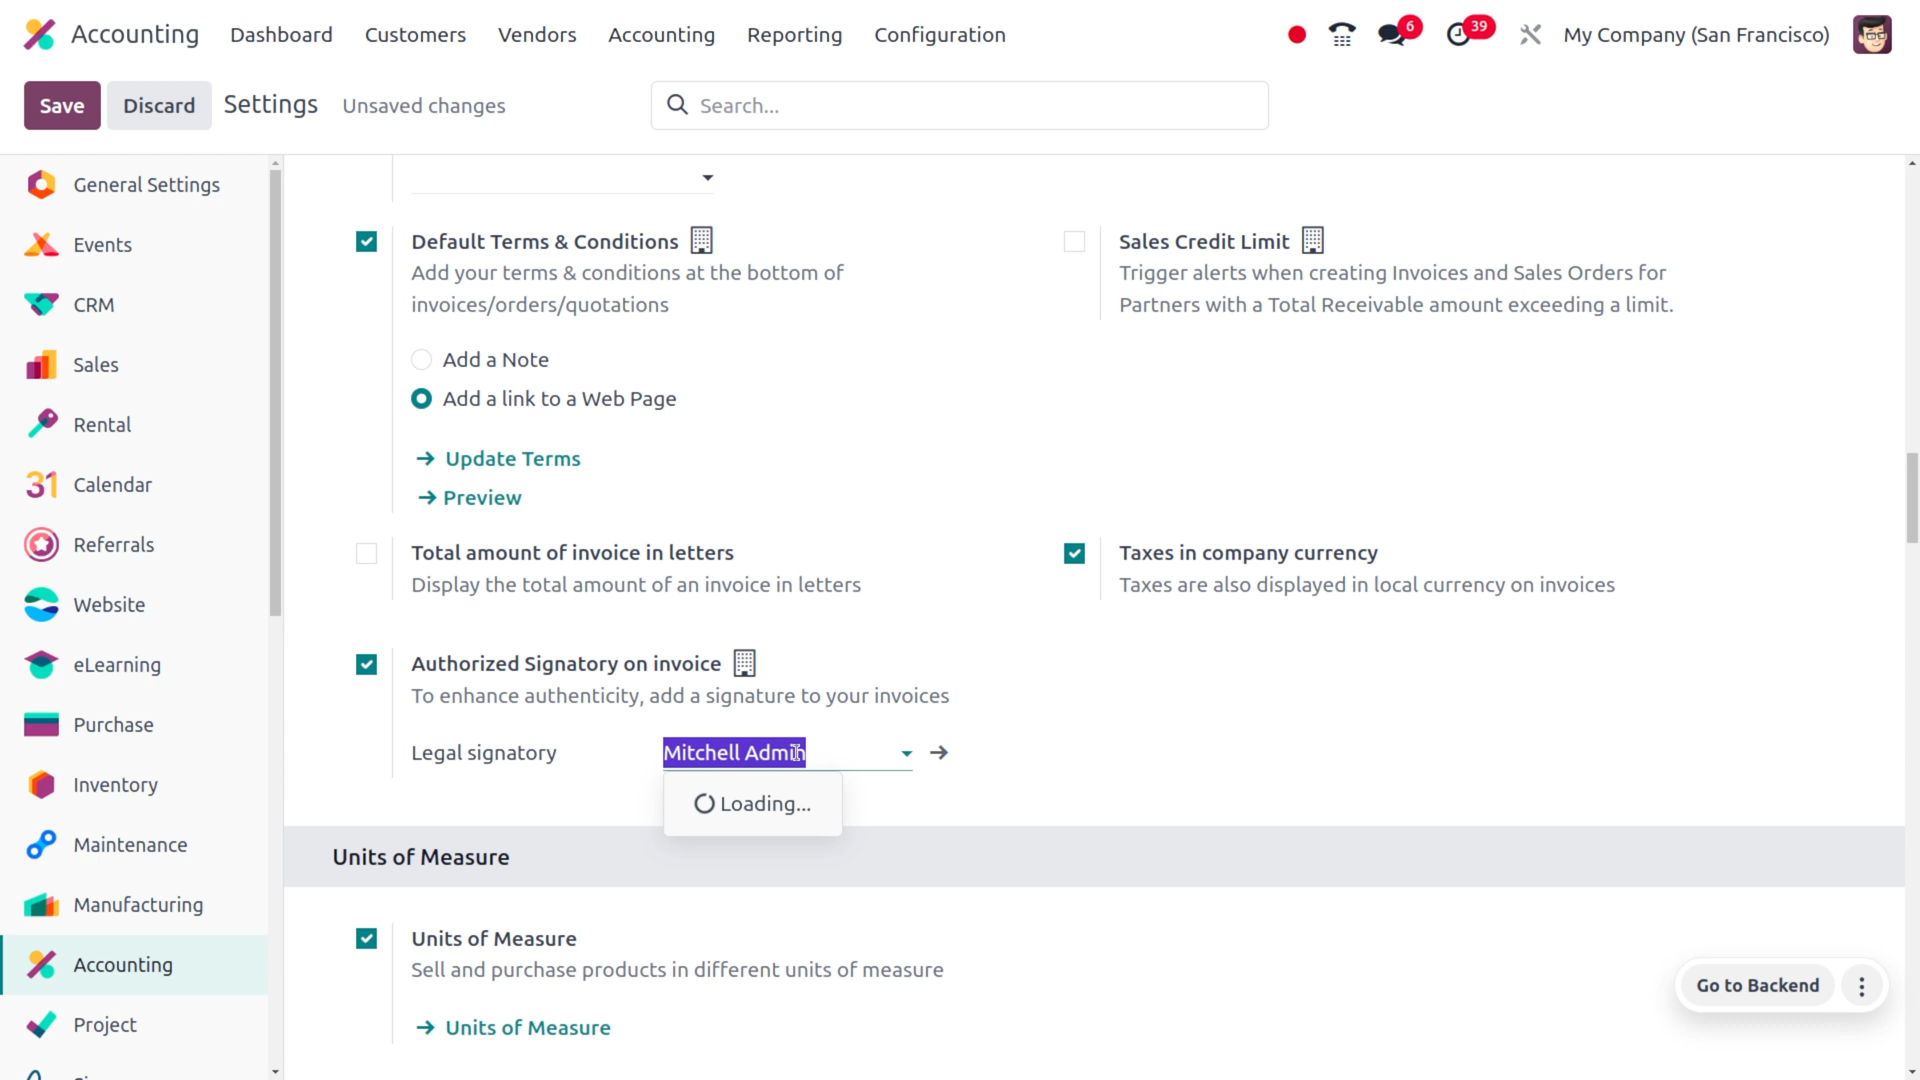 Accounting
Dashboard
Customers
Vendors
Accounting
Reporting
Configuration
6
39
My Company (San Francisco)
Save
Discard
Settings
Unsaved changes
Search...
General Settings
Events
CRM
Sales
Rental
31
Calendar
Referrals
Website
eLearning
Purchase
Inventory
Maintenance
Manufacturing
Accounting
Project
Default Terms & Conditions
Add your terms & conditions at the bottom of
invoices/orders/quotations
Add a Note
Add a link to a Web Page
Update Terms
Preview
Sales Credit Limit
Trigger alerts when creating Invoices and Sales Orders for
Partners with a Total Receivable amount exceeding a limit.
Total amount of invoice in letters
Display the total amount of an invoice in letters
Taxes in company currency
Taxes are also displayed in local currency on invoices
Authorized Signatory on invoice
To enhance authenticity, add a signature to your invoices
Legal signatory
Mitchell Admin
Loading...
Units of Measure
Units of Measure
Sell and purchase products in different units of measure
Units of Measure
Go to Backend